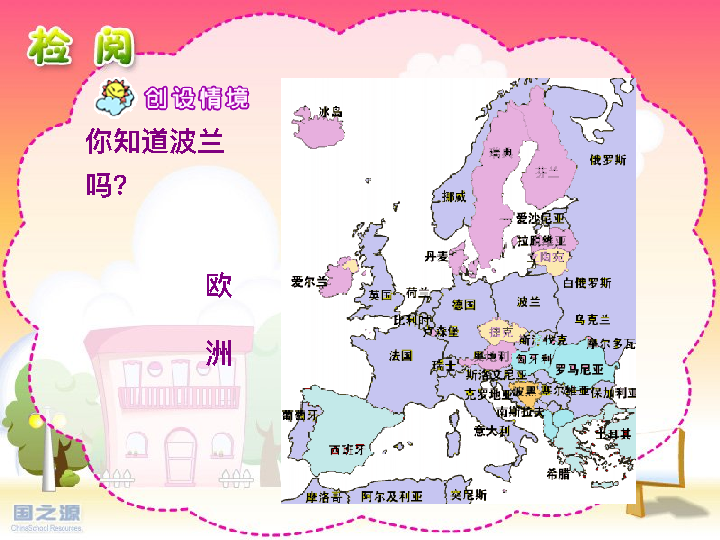 检 阅
创设情境
你知道波兰
吗?
欧
洲
冰岛
瑞典
芬兰
俄罗斯
挪威
爱沙尼亚
拉脱维亚
立陶宛
丹麦
爱尔兰
英国
荷兰
德国
波兰
白俄罗斯
乌克兰
比利时
卢森堡
捷克
斯洛伐克
摩尔多瓦
法国
瑞士
奥地利
匈牙利
罗马尼亚
斯洛文尼亚
克罗地亚
波黑
塞尔维亚
保加利亚
南斯拉夫
葡萄牙
西班牙
意大利
土耳其
希腊
摩洛哥
阿尔及利亚
突尼斯
国之源
ChinaSchool Resources